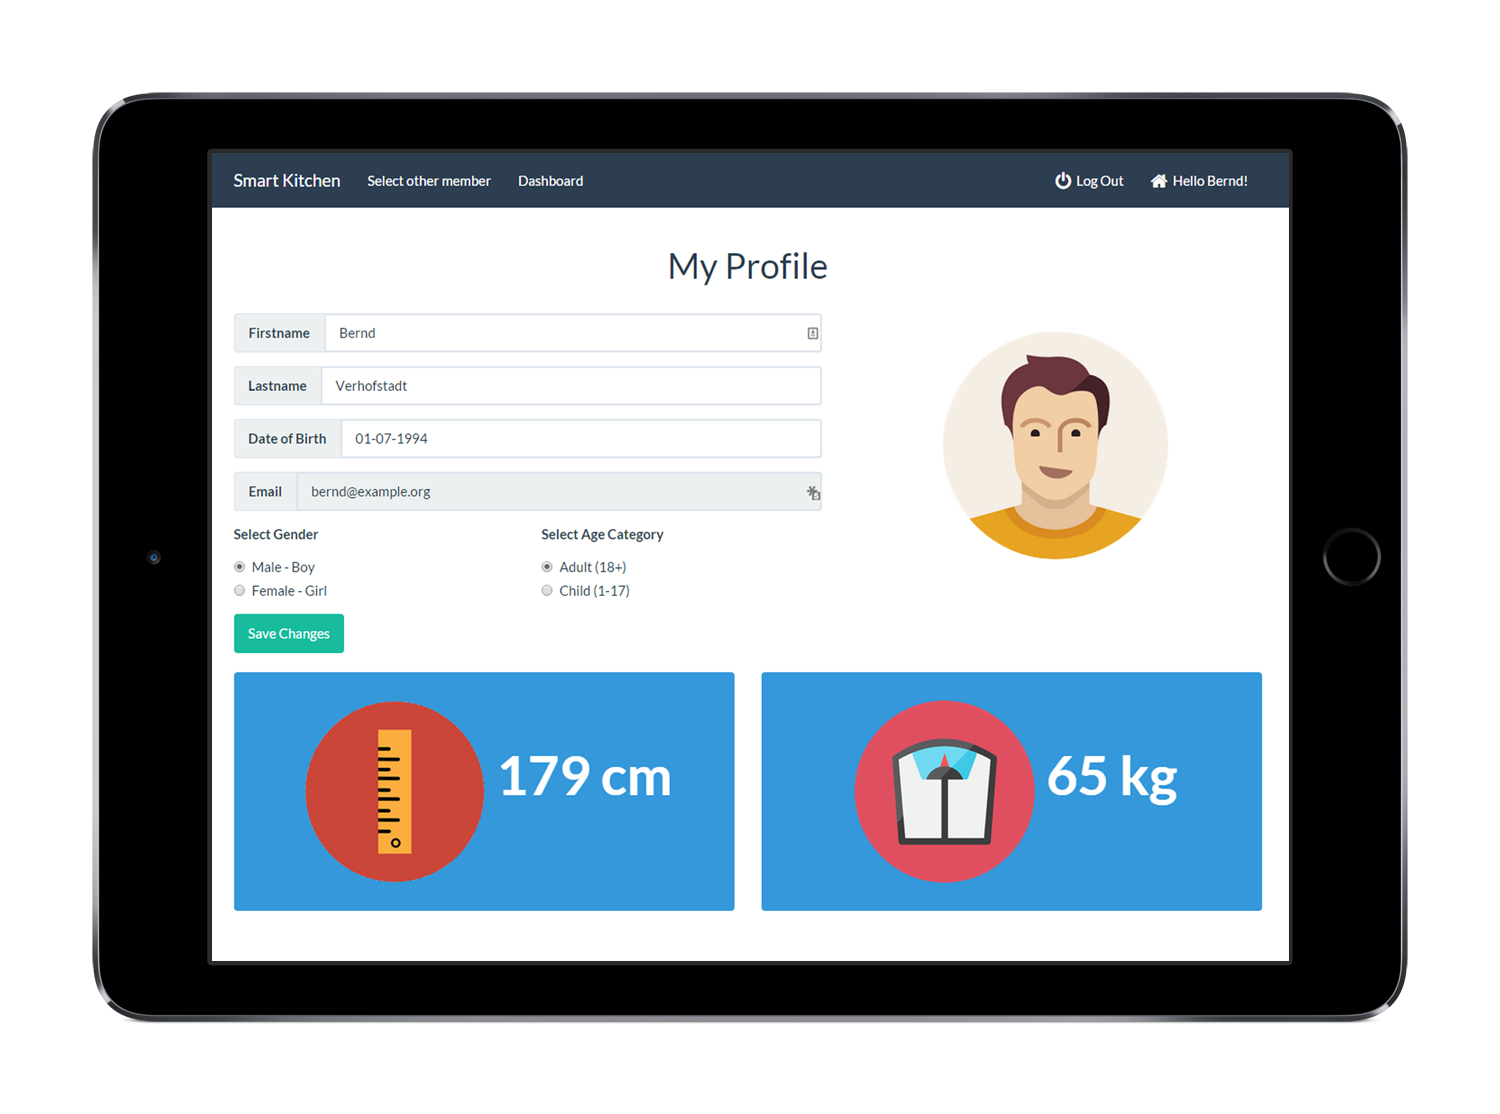 Smart Kitchen Select other member Dashboard Log Out Hello Bernd!
My Profile
Firstname Bernd
Lastname Verhofstadt
Date of Birth 01-07-1994
Email bernd@example.org
Select Gender Select Age Category
Male - Boy Adult (18+)
Female - Girl Child (1-17)
Save Changes
179 cm 65 kg